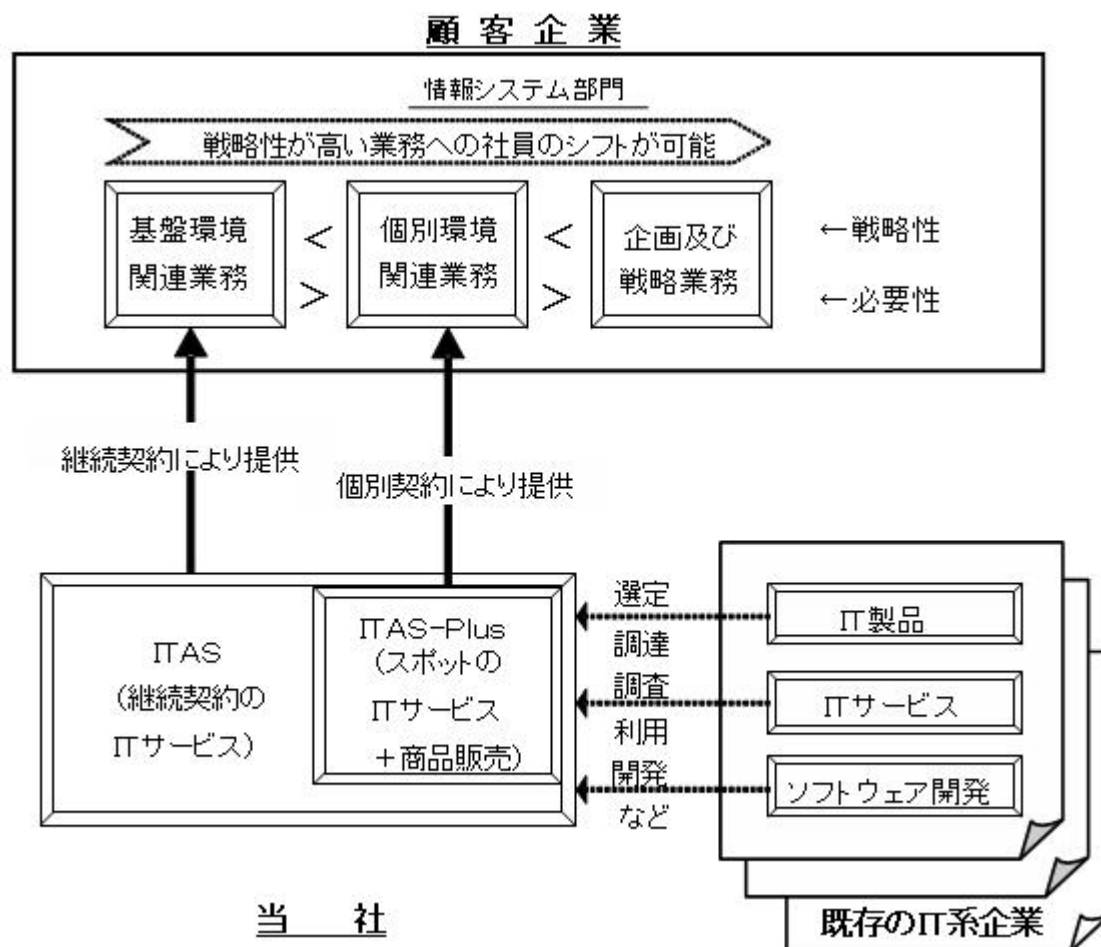 顧客企業
情報システム部門
戦略性が高い業務への社員のシフトが可能
基盤環境
関連業務
<
>
個別環境
関連業務
<
>
企画及び
戦略業務
←戦略性
←必要性
継続契約により提供
個別契約により提供
ITAS
(継続契約の
ITサービス)
ITAS-Plus
(スポットの
ITサービス
+商品販売)
選定
調達
調査
利用
開発
など
IT製品
ITサービス
ソフトウェア開発
当 社
既存のIT系企業